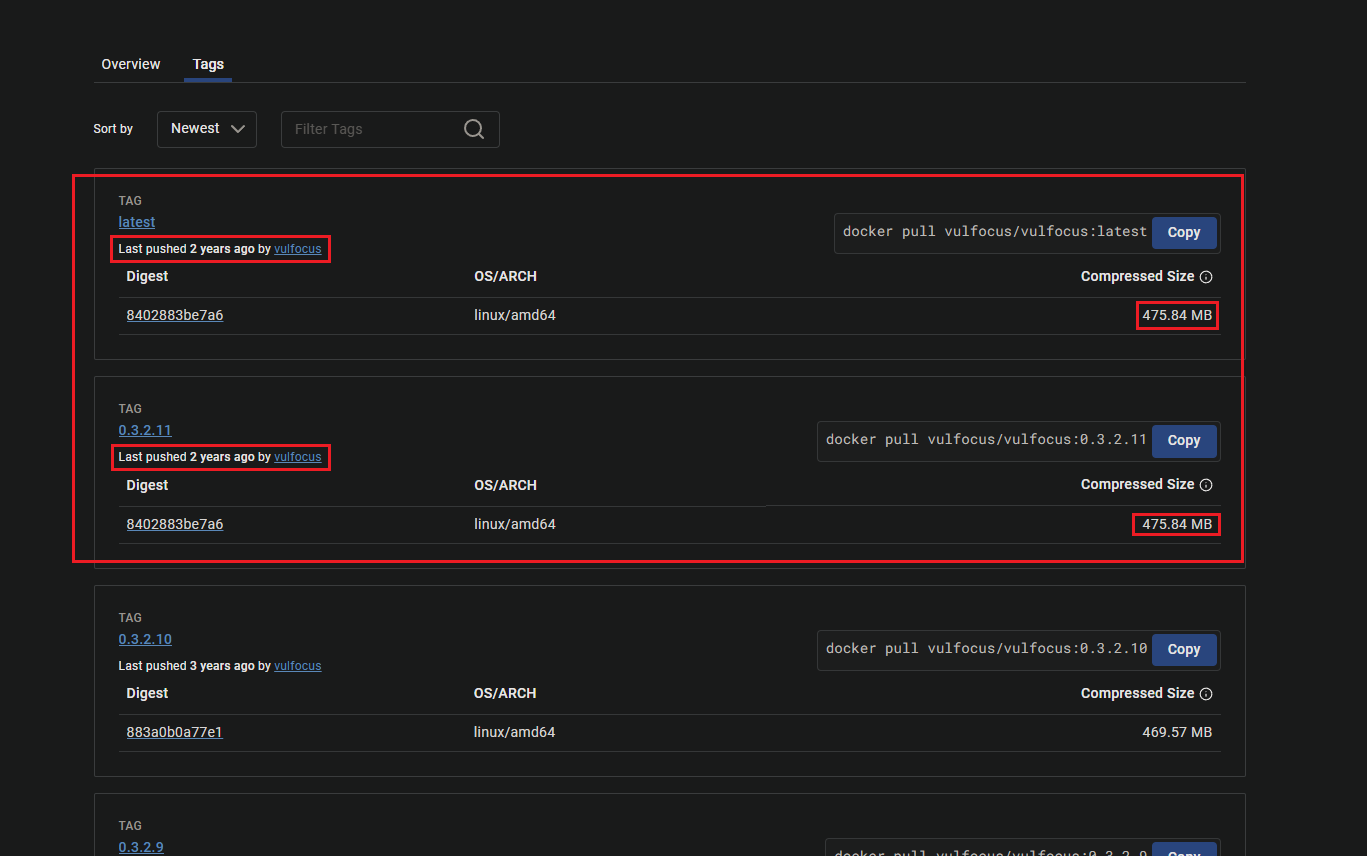 Overview Tags
Sort by Newest Filter Tags
TAG
latest
Last pushed 2 years ago by vulfocus
docker pull vulfocus/vulfocus:latest Copy
Digest OS/ARCH Compressed Size
8402883be7a6 linux/amd64 475.84 MB
TAG
0.3.2.11
Last pushed 2 years ago by vulfocus
docker pull vulfocus/vulfocus:0.3.2.11 Copy
Digest OS/ARCH Compressed Size
8402883be7a6 linux/amd64 475.84 MB
TAG
0.3.2.10
Last pushed 3 years ago by vulfocus
docker pull vulfocus/vulfocus:0.3.2.10 Copy
Digest OS/ARCH Compressed Size
883a0b0a77e1 linux/amd64 469.57 MB
TAG
0.3.2.9
docker pull vulfocus/vulfocus:0.3.2.9 Copy